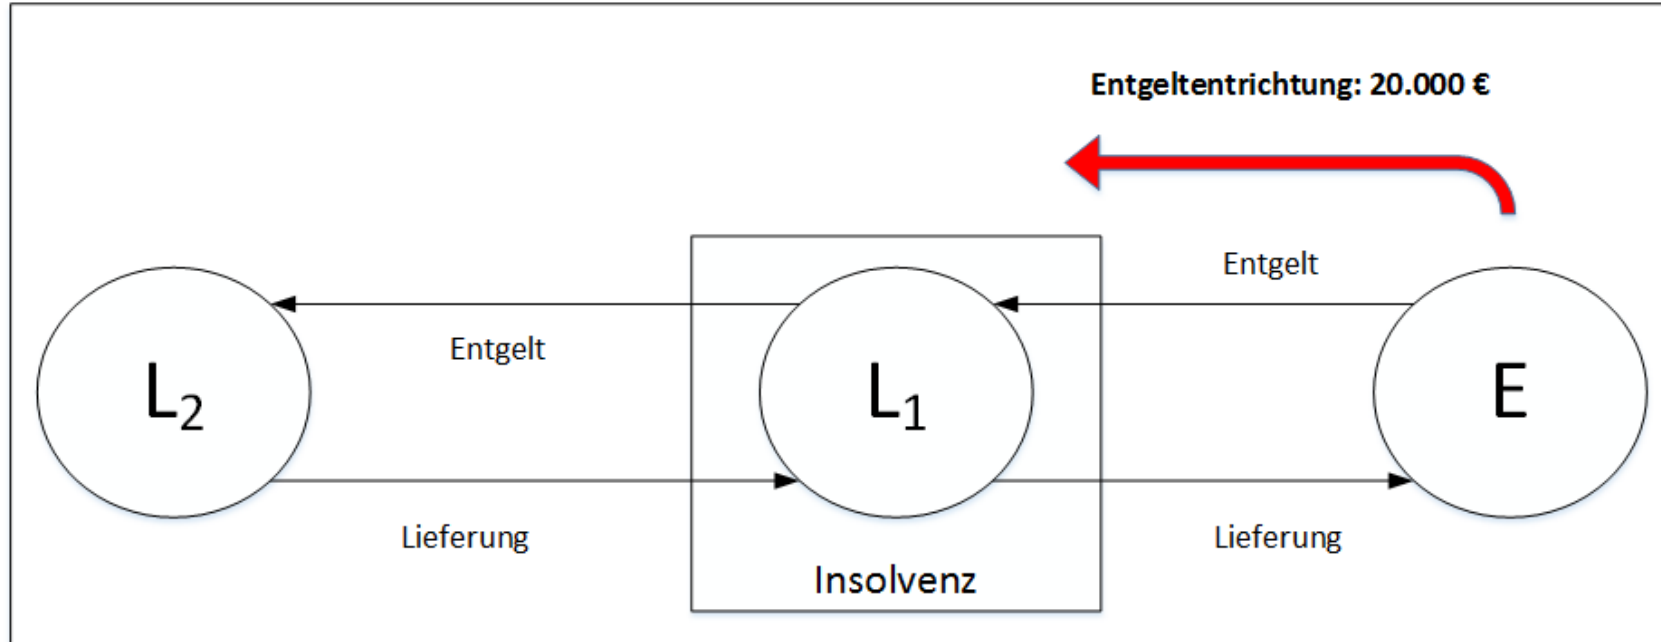 Entgeltentrichtung: 20.000 €
Entgelt
Entgelt
L₂
L₁
E
Lieferung
Lieferung
Insolvenz